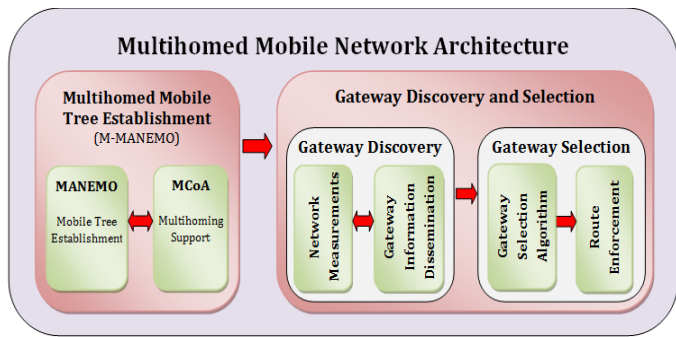 Multihomed Mobile Network Architecture
Multihomed Mobile
Tree Establishment
(M-MANEMO)
MANEMO
Mobile Tree
Establishment
MCoA
Multihoming
Support
Gateway Discovery and Selection
Gateway Discovery
Network
Measurements
Gateway
Information
Dissemination
Gateway Selection
Gateway
Selection
Algorithm
Route
Enforcement